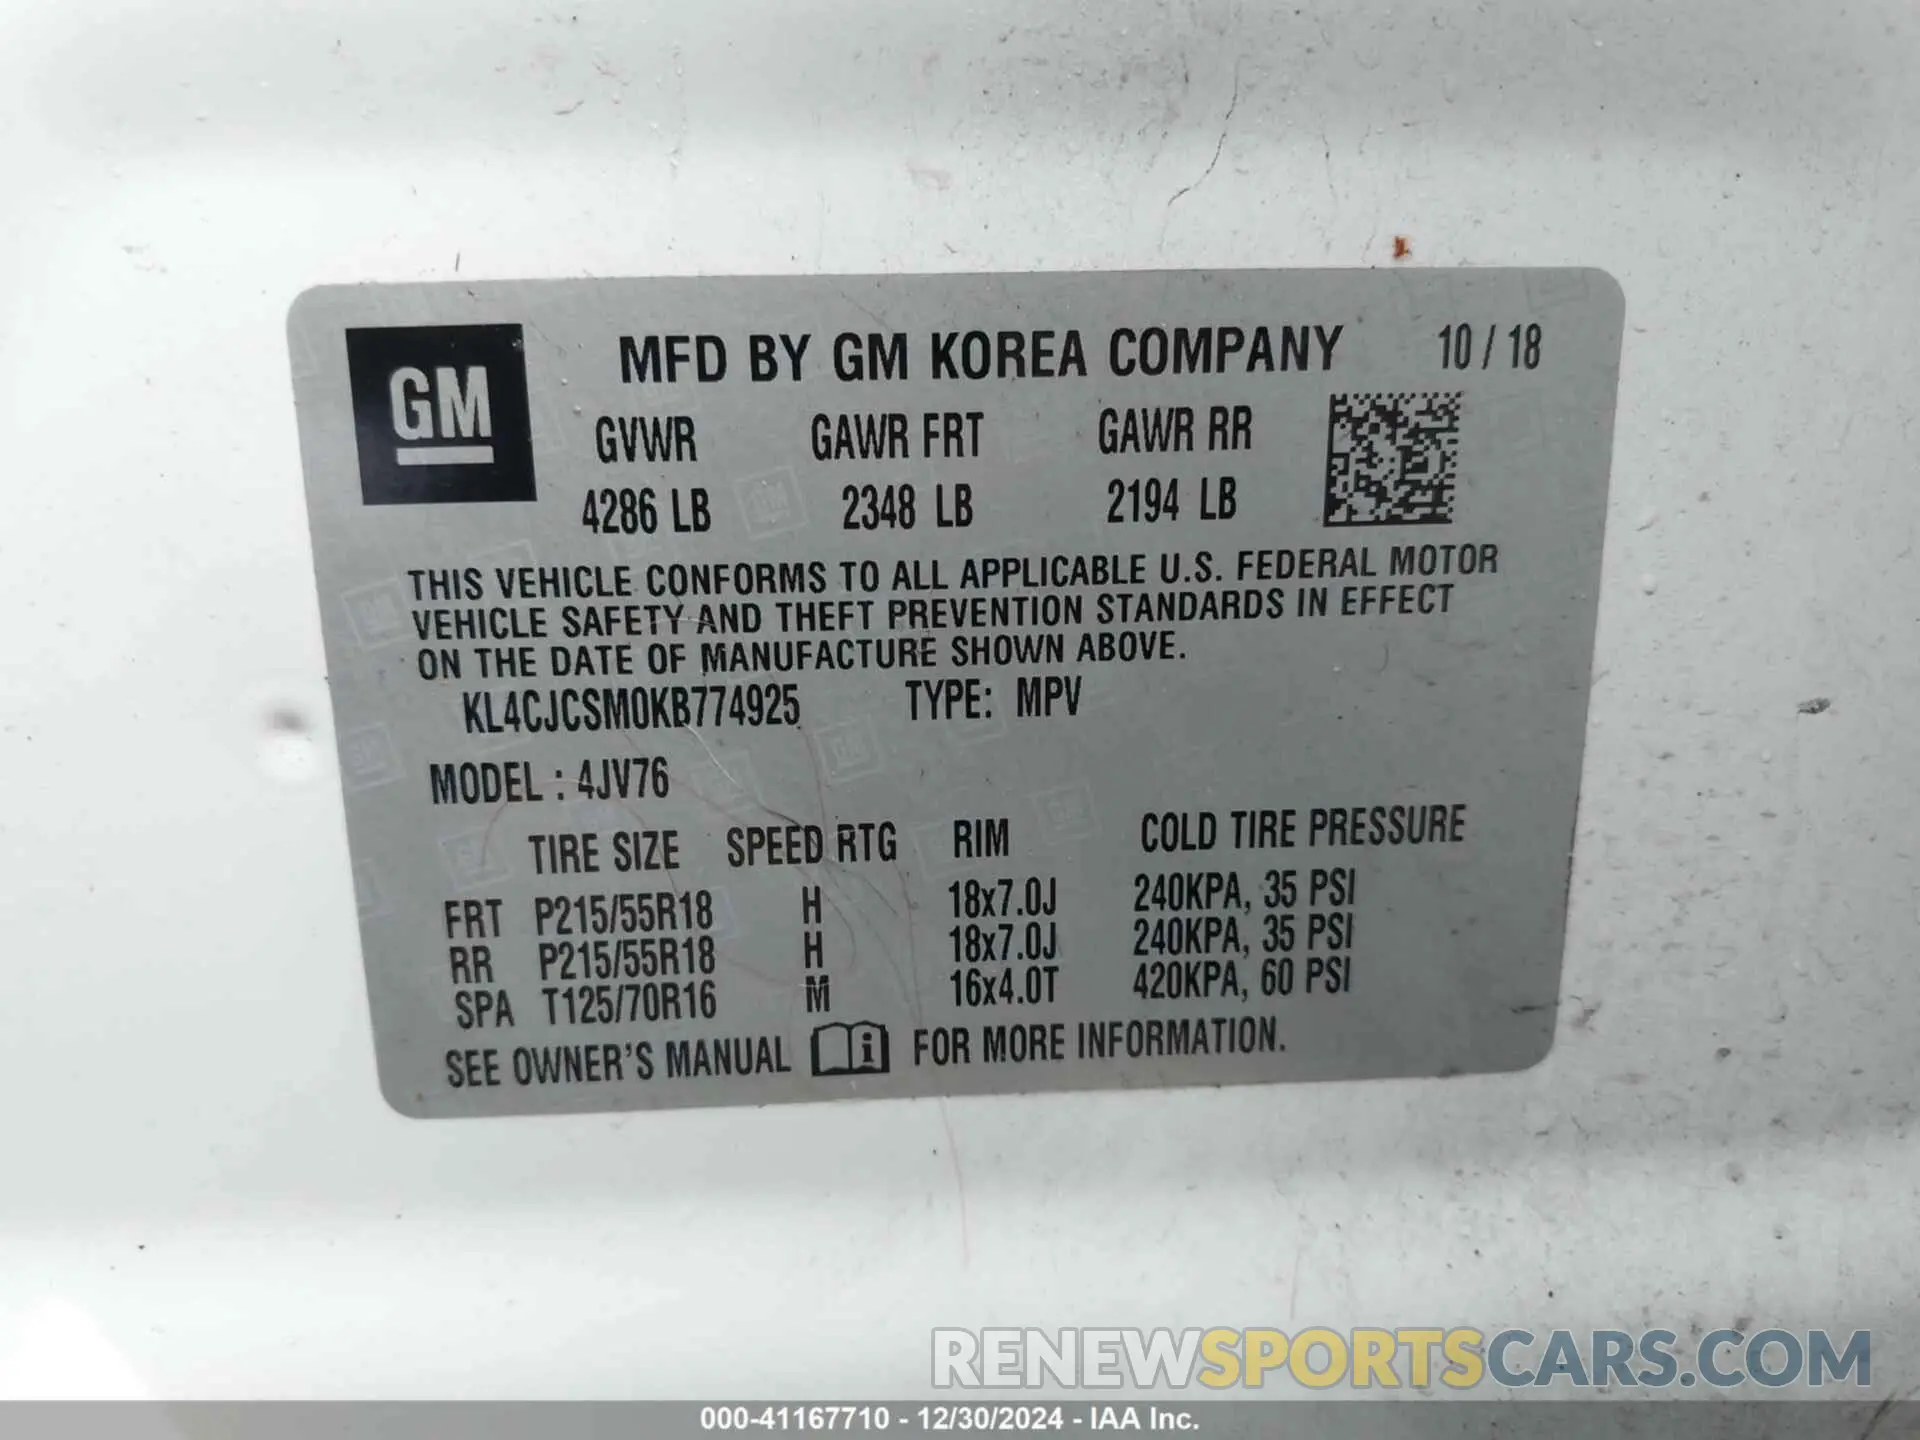 GM
MFD BY GM KOREA COMPANY 10 / 18
GVWR GAWR FRT GAWR RR
4286 LB 2348 LB 2194 LB
THIS VEHICLE CONFORMS TO ALL APPLICABLE U.S. FEDERAL MOTOR
VEHICLE SAFETY AND THEFT PREVENTION STANDARDS IN EFFECT
ON THE DATE OF MANUFACTURE SHOWN ABOVE.
KL4CJCSM0KB774925 TYPE: MPV
MODEL : 4JV76
TIRE SIZE SPEED RTG RIM COLD TIRE PRESSURE
FRT P215/55R18 H 18x7.0J 240KPA, 35 PSI
RR P215/55R18 H 18x7.0J 240KPA, 35 PSI
SPA T125/70R16 M 16x4.0T 420KPA, 60 PSI
SEE OWNER'S MANUAL i FOR MORE INFORMATION.
RENEWSPORTSCARS.COM
000-41167710 - 12/30/2024 - IAA Inc.